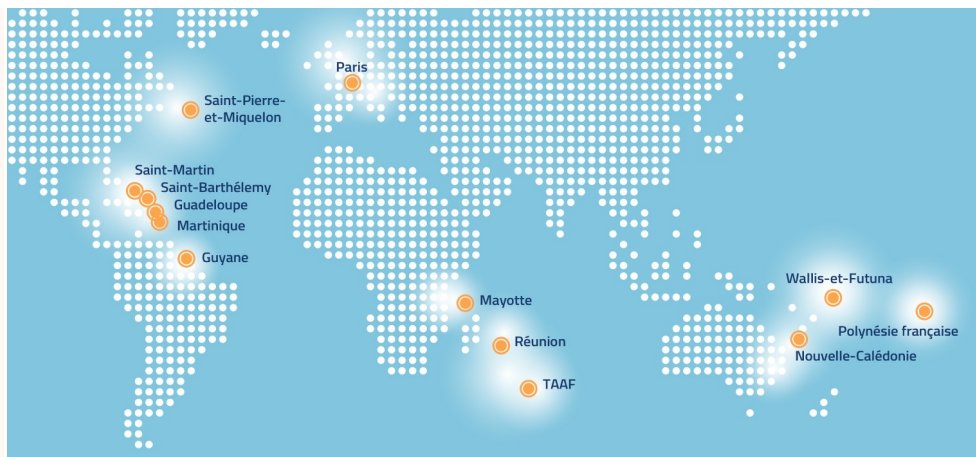 Paris
Saint-Pierre-
et-Miquelon
Saint-Martin
Saint-Barthélemy
Guadeloupe
Martinique
Guyane
Mayotte
Réunion
TAAF
Wallis-et-Futuna
Polynésie française
Nouvelle-Calédonie